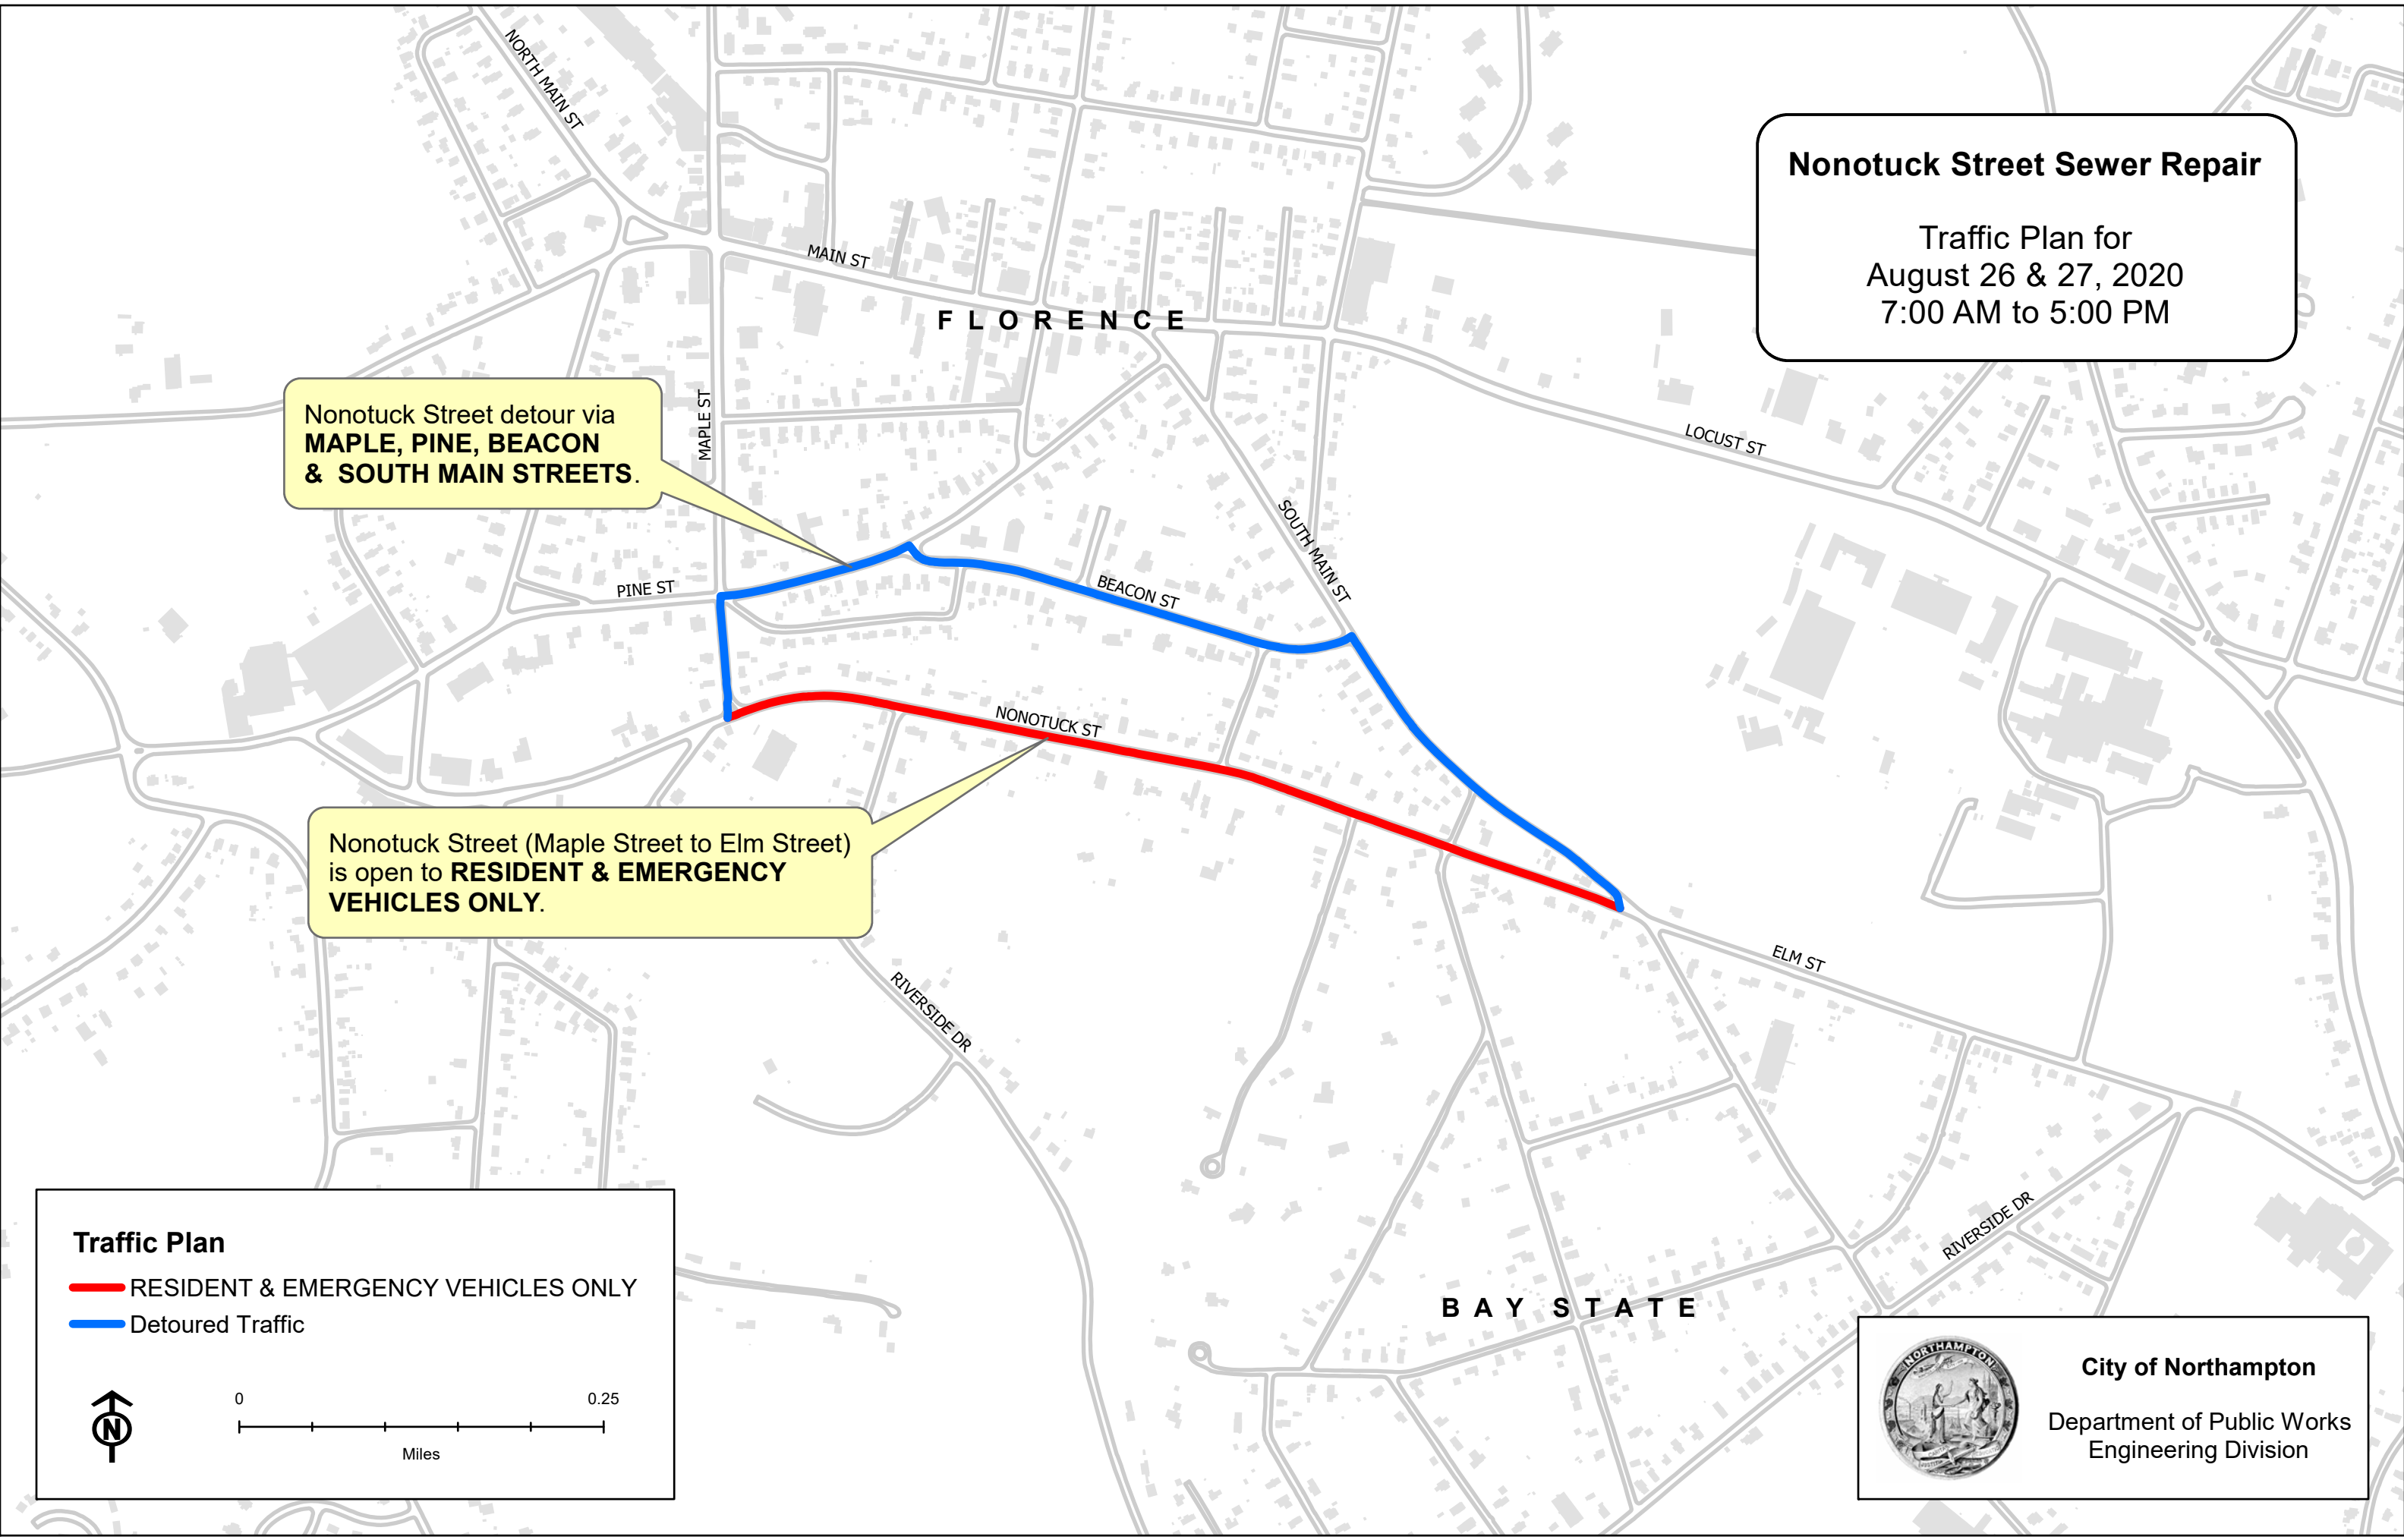 NORTH MAIN ST
Nonotuck Street Sewer Repair
Traffic Plan for
August 26 & 27, 2020
7:00 AM to 5:00 PM
MAIN ST
FLORENCE
Nonotuck Street detour via
MAPLE, PINE, BEACON
& SOUTH MAIN STREETS.
MAPLE ST
LOCUST ST
SOUTH MAIN ST
PINE ST
BEACON ST
NONOTUCK ST
Nonotuck Street (Maple Street to Elm Street)
is open to RESIDENT & EMERGENCY
VEHICLES ONLY.
ELM ST
RIVERSIDE DR
RIVERSIDE DR
BAY STATE
Traffic Plan
RESIDENT & EMERGENCY VEHICLES ONLY
Detoured Traffic
N
0 0.25
Miles
NORTHAMPTON
City of Northampton
Department of Public Works
Engineering Division